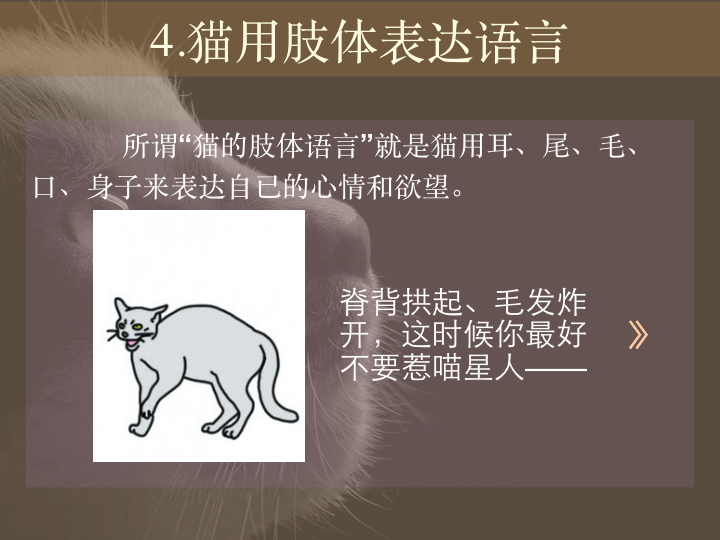 4.猫用肢体表达语言
所谓“猫的肢体语言”就是猫用耳、尾、毛、
口、身子来表达自已的心情和欲望。
脊背拱起、毛发炸
开，这时候你最好
不要惹喵星人——
》